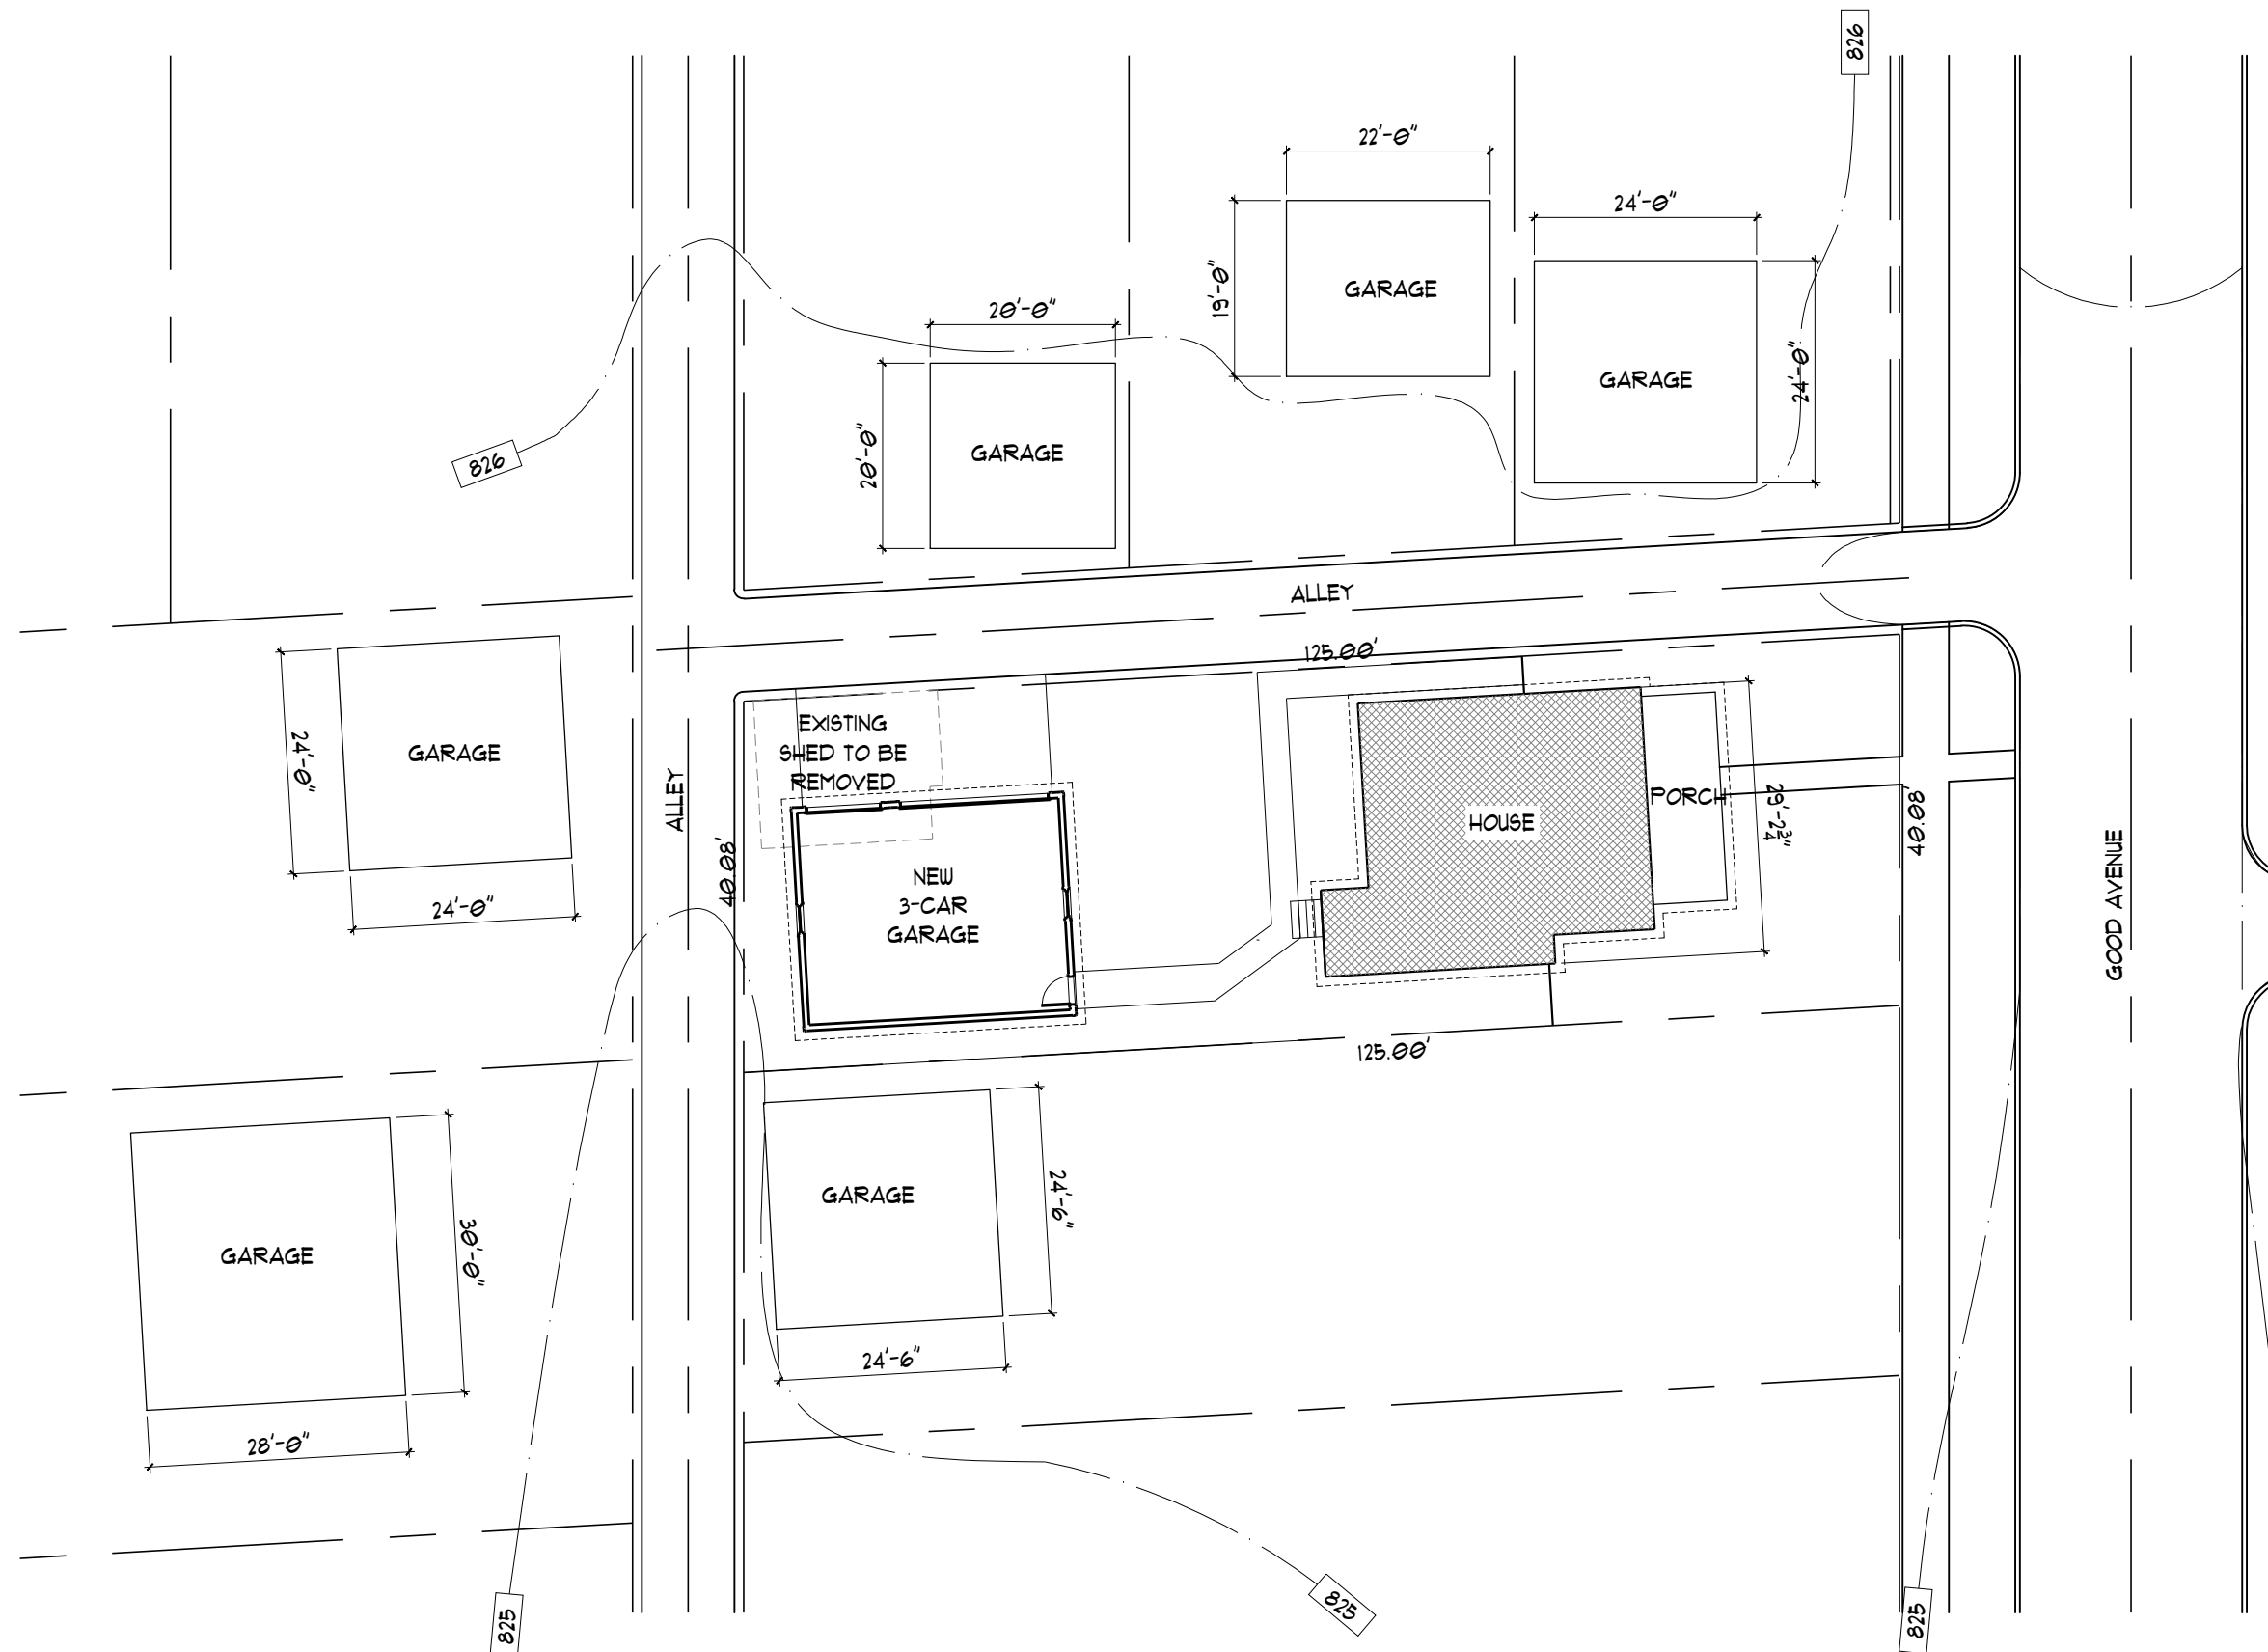 826
22'-0"
24'-0"
19'-0"
GARAGE
20'-0"
GARAGE
24'-0"
20'-0"
GARAGE
826
ALLEY
125.00'
24'-0"
GARAGE
EXISTING
SHED TO BE
REMOVED
ALLEY
40.08'
NEW
3-CAR
GARAGE
HOUSE
PORCH
29'-2 3/4"
40.08'
GOOD AVENUE
24'-0"
125.00'
GARAGE
24'-6"
GARAGE
30'-0"
24'-6"
28'-0"
825
825
825